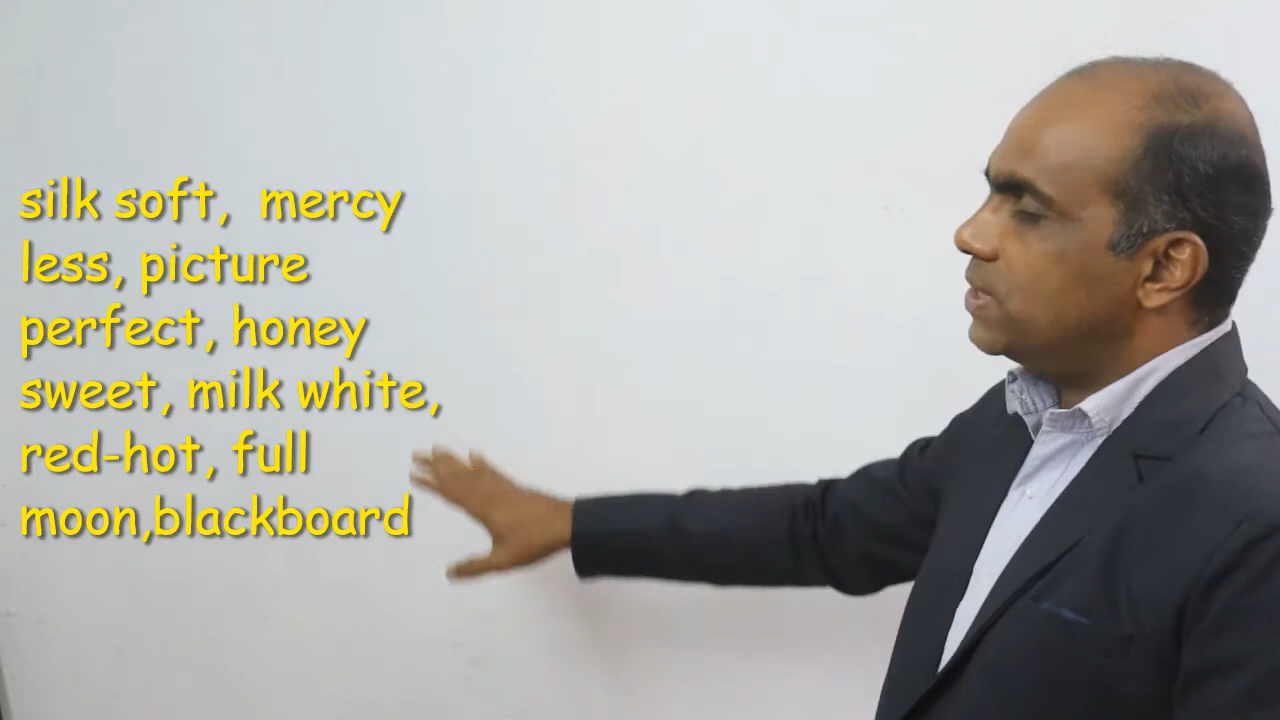 silk soft,  mercy
less, picture
perfect, honey
sweet, milk white,
red-hot, full
moon,blackboard